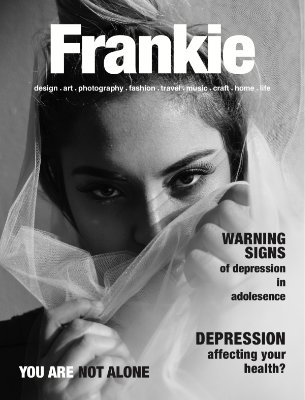 Frankie
design . art . photography . fashion . travel . music . craft . home . life
WARNING
SIGNS
of depression
in
adolesence
DEPRESSION
affecting your
health?
YOU ARE NOT ALONE